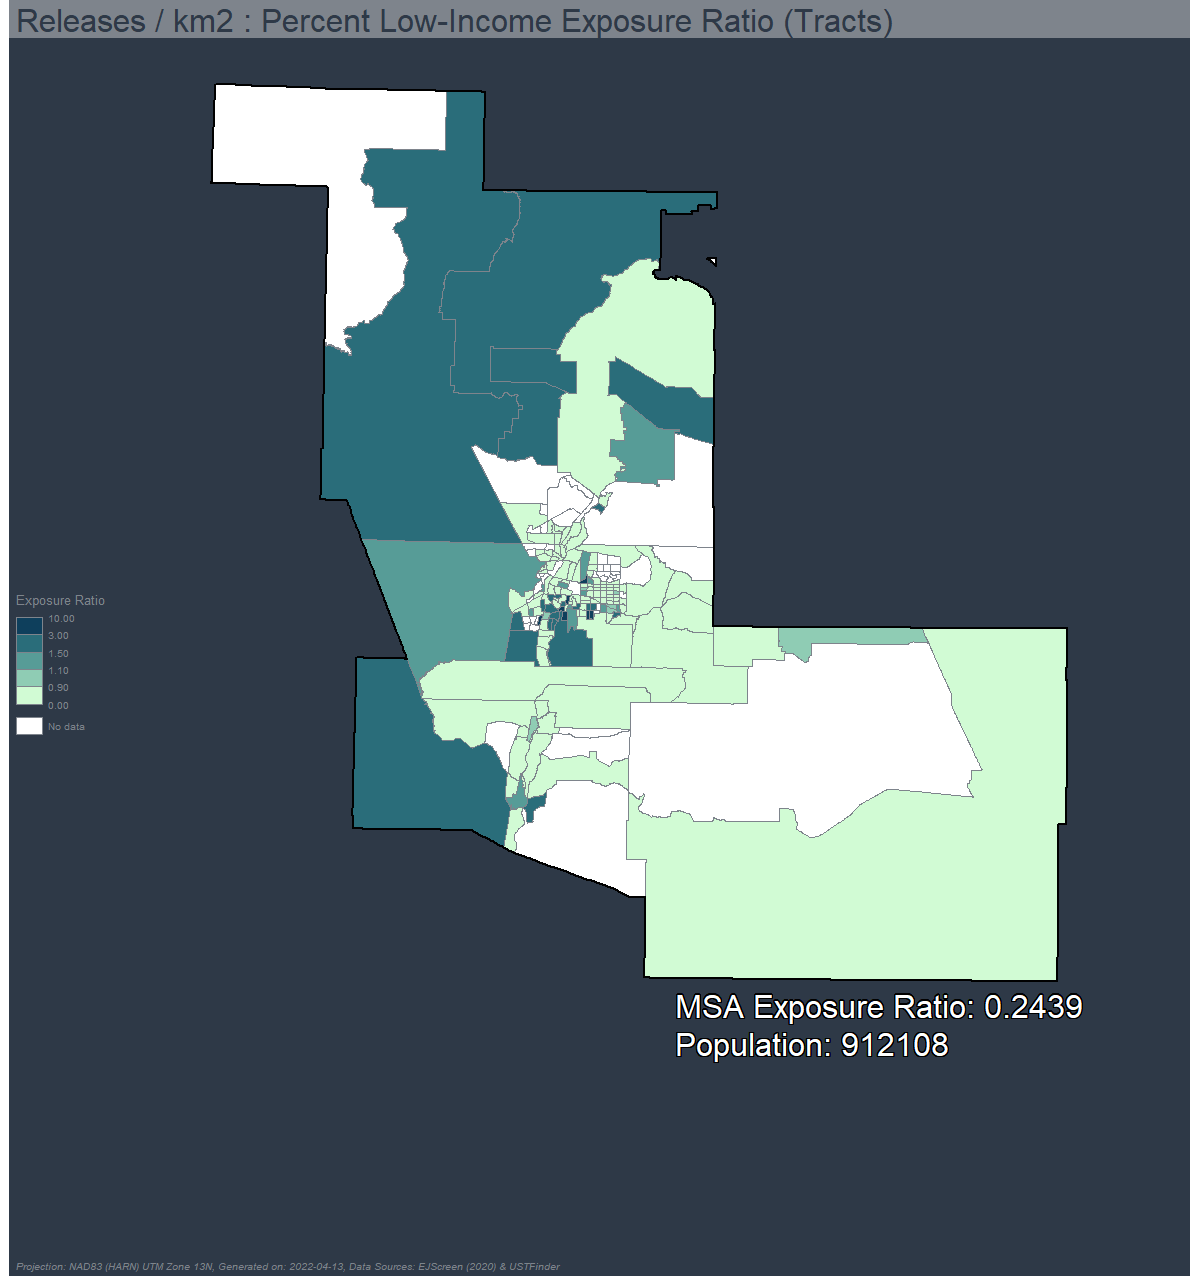 Releases / km2 : Percent Low-Income Exposure Ratio (Tracts)
Exposure Ratio
10.00
3.00
1.50
1.10
0.90
0.00
No data
MSA Exposure Ratio: 0.2439
Population: 912108
Projection: NAD83 (HARN) UTM Zone 13N, Generated on: 2022-04-13, Data Sources: EJScreen (2020) & USTFinder